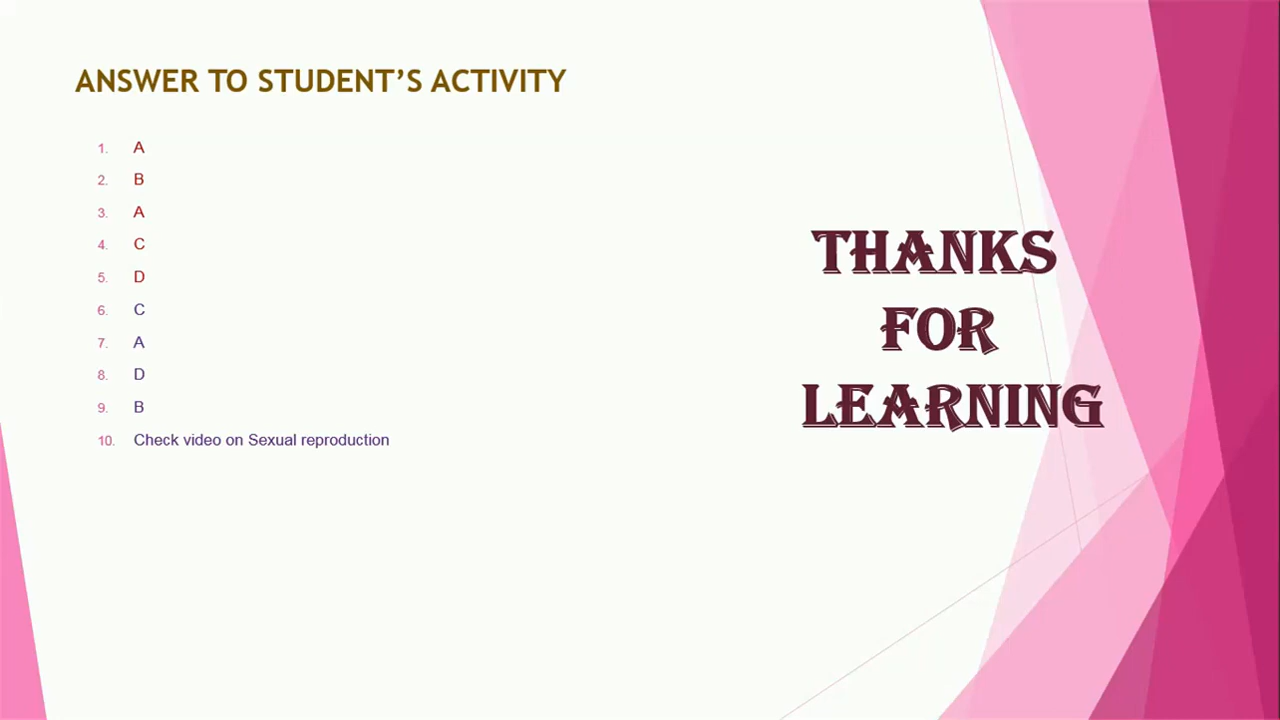 ANSWER TO STUDENT’S ACTIVITY
1. A
2. B
3. A
4. C
5. D
6. C
7. A
8. D
9. B
10. Check video on Sexual reproduction
THANKS
FOR
LEARNING